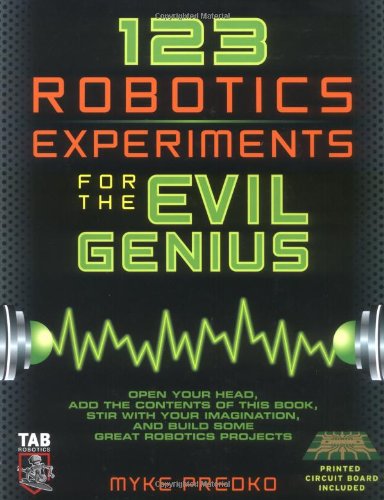 123
ROBOTICS
EXPERIMENTS
FOR THE EVIL
GENIUS
OPEN YOUR HEAD,
ADD THE CONTENTS OF THIS BOOK,
STIR WITH YOUR IMAGINATION,
AND BUILD SOME
GREAT ROBOTICS PROJECTS
TAB
ROBOTICS
MYKE PREDKO
PRINTED
CIRCUIT BOARD
INCLUDED